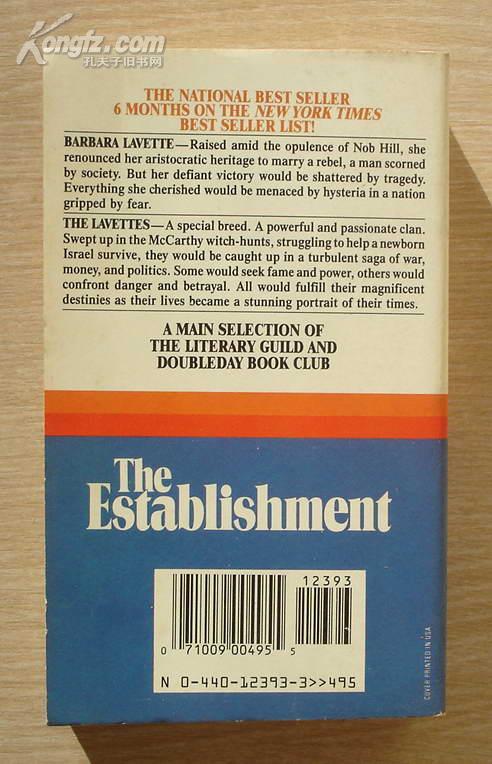 Kongfz.com
孔夫子旧书网
THE NATIONAL BEST SELLER
6 MONTHS ON THE NEW YORK TIMES
BEST SELLER LIST!
BARBARA LAVETTE—Raised amid the opulence of Nob Hill, she
renounced her aristocratic heritage to marry a rebel, a man scorned
by society. But her defiant victory would be shattered by tragedy.
Everything she cherished would be menaced by hysteria in a nation
gripped by fear.
THE LAVETTES—A special breed. A powerful and passionate clan.
Swept up in the McCarthy witch-hunts, struggling to help a newborn
Israel survive, they would be caught up in a turbulent saga of war,
money, and politics. Some would seek fame and power, others would
confront danger and betrayal. All would fulfill their magnificent
destinies as their lives became a stunning portrait of their times.
A MAIN SELECTION OF
THE LITERARY GUILD AND
DOUBLEDAY BOOK CLUB
The
Establishment
12393
0 71009 00495 5
N 0-440-12393-3>>495
COVER PRINTED IN USA